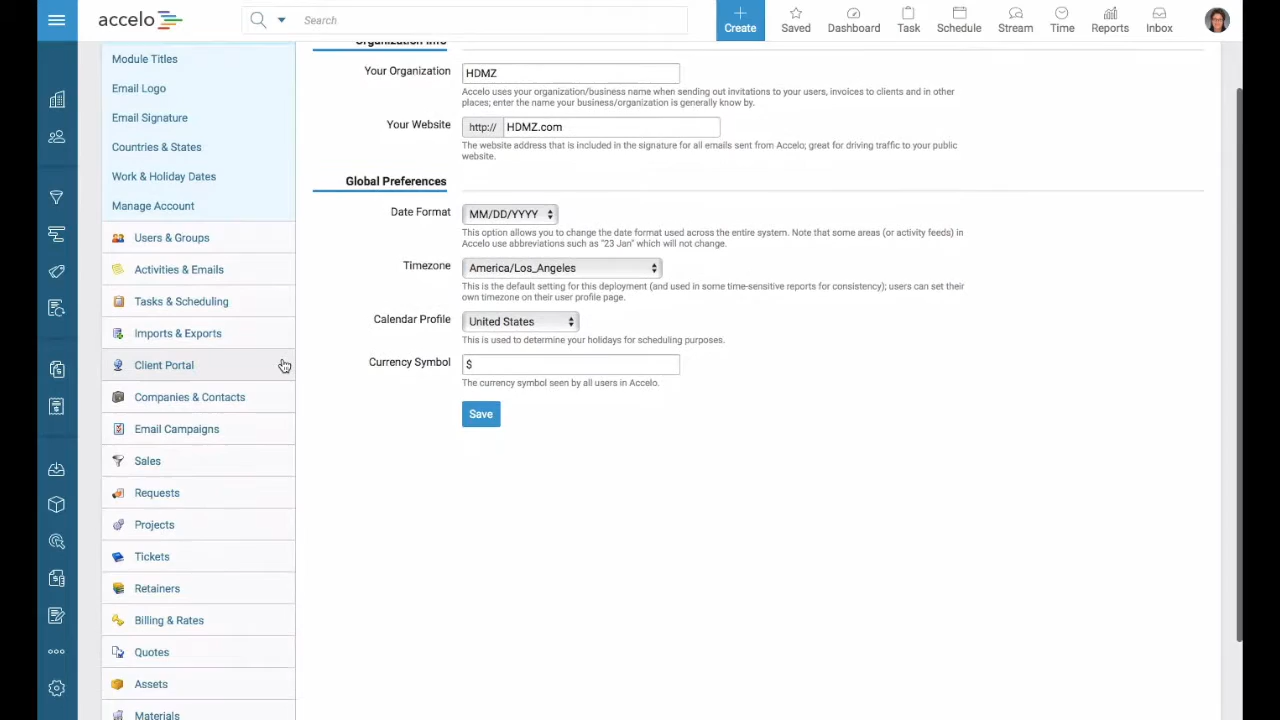 accelo
Search
Create
Saved
Dashboard
Task
Schedule
Stream
Time
Reports
Inbox
Module Titles
Email Logo
Email Signature
Countries & States
Work & Holiday Dates
Manage Account
Users & Groups
Activities & Emails
Tasks & Scheduling
Imports & Exports
Client Portal
Companies & Contacts
Email Campaigns
Sales
Requests
Projects
Tickets
Retainers
Billing & Rates
Quotes
Assets
Materials
Organization Info
Your Organization
HDMZ
Accelo uses your organization/business name when sending out invitations to your users, invoices to clients and in other
places; enter the name your business/organization is generally know by.
Your Website
http://
HDMZ.com
The website address that is included in the signature for all emails sent from Accelo; great for driving traffic to your public
website.
Global Preferences
Date Format
MM/DD/YYYY
This option allows you to change the date format used across the entire system. Note that some areas (or activity feeds) in
Accelo use abbreviations such as "23 Jan" which will not change.
Timezone
America/Los_Angeles
This is the default setting for this deployment (and used in some time-sensitive reports for consistency); users can set their
own timezone on their user profile page.
Calendar Profile
United States
This is used to determine your holidays for scheduling purposes.
Currency Symbol
$
The currency symbol seen by all users in Accelo.
Save